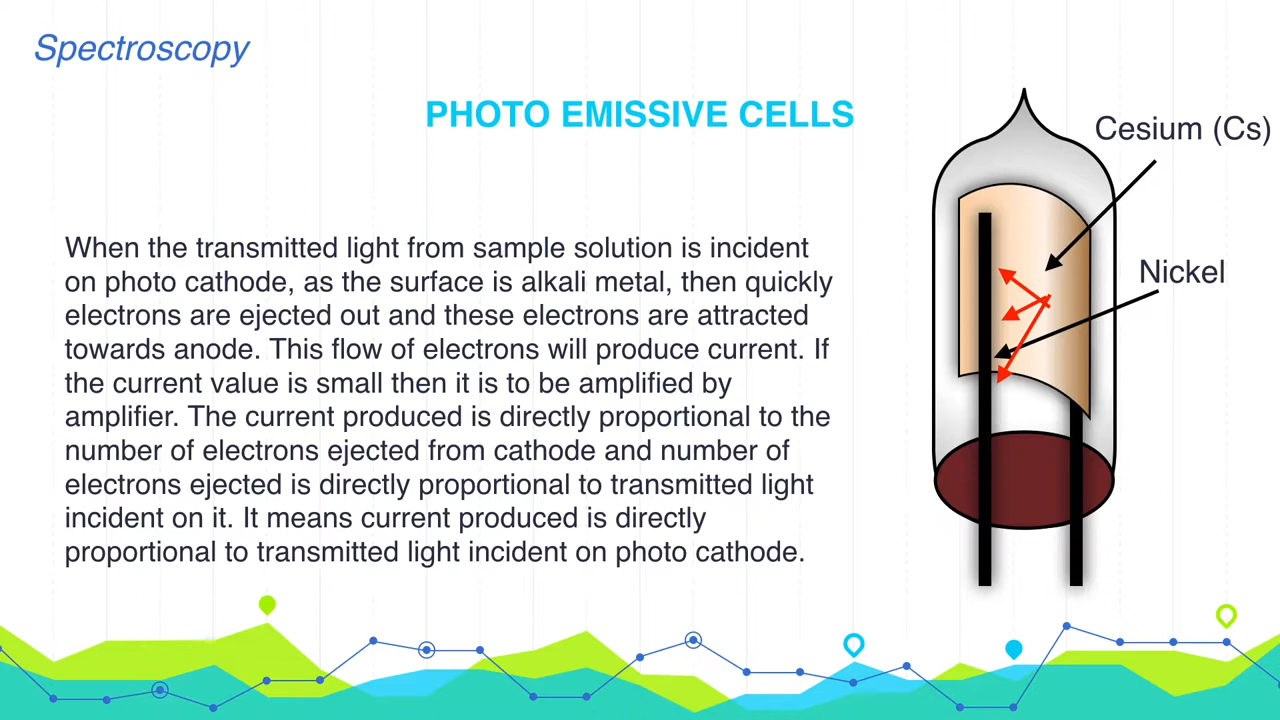 Spectroscopy
PHOTO EMISSIVE CELLS
Cesium (Cs)
Nickel
When the transmitted light from sample solution is incident
on photo cathode, as the surface is alkali metal, then quickly
electrons are ejected out and these electrons are attracted
towards anode. This flow of electrons will produce current. If
the current value is small then it is to be amplified by
amplifier. The current produced is directly proportional to the
number of electrons ejected from cathode and number of
electrons ejected is directly proportional to transmitted light
incident on it. It means current produced is directly
proportional to transmitted light incident on photo cathode.